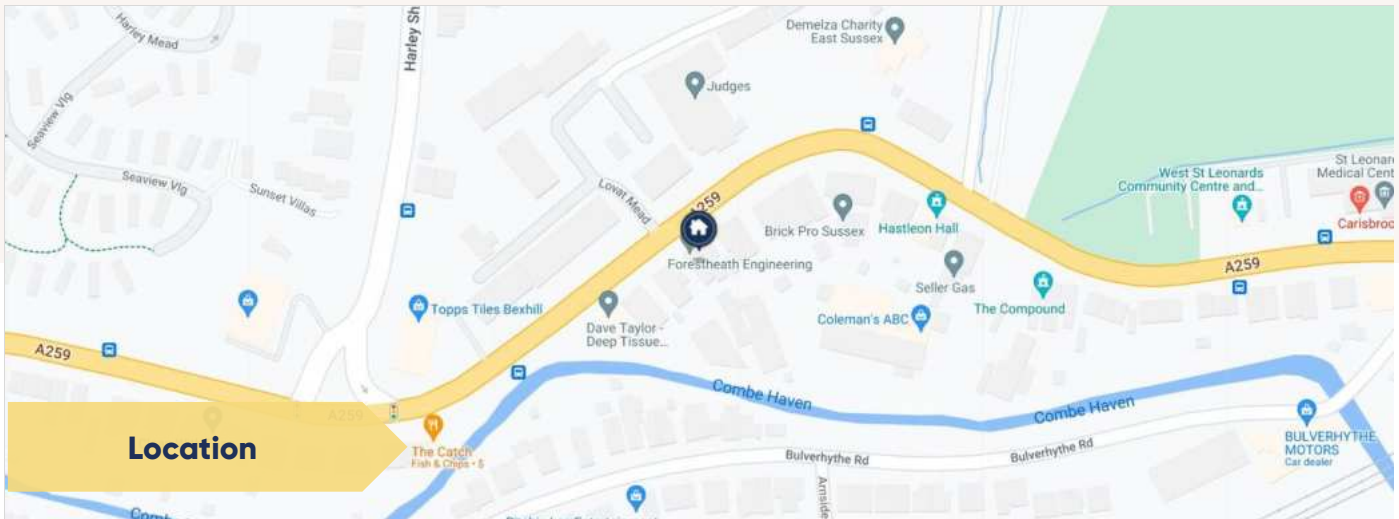 Harley Mead
Harley Sh
Demelza Charity
East Sussex
Judges
Seaview Vlg
Seaview Vlg
Sunset Villas
Lovat Mead
A259
St Leonar
Medical Cent
West St Leonards
Community Centre and...
Carisbroo
Brick Pro Sussex
Hastleon Hall
Forestheath Engineering
A259
Seller Gas
The Compound
Topps Tiles Bexhill
Coleman's ABC
Dave Taylor -
Deep Tissue...
A259
Combe Haven
Combe Haven
A259
Location
The Catch
Fish & Chips • $
BULVERHYTHE
MOTORS
Car dealer
Bulverhythe Rd
Bulverhythe Rd
Arnside